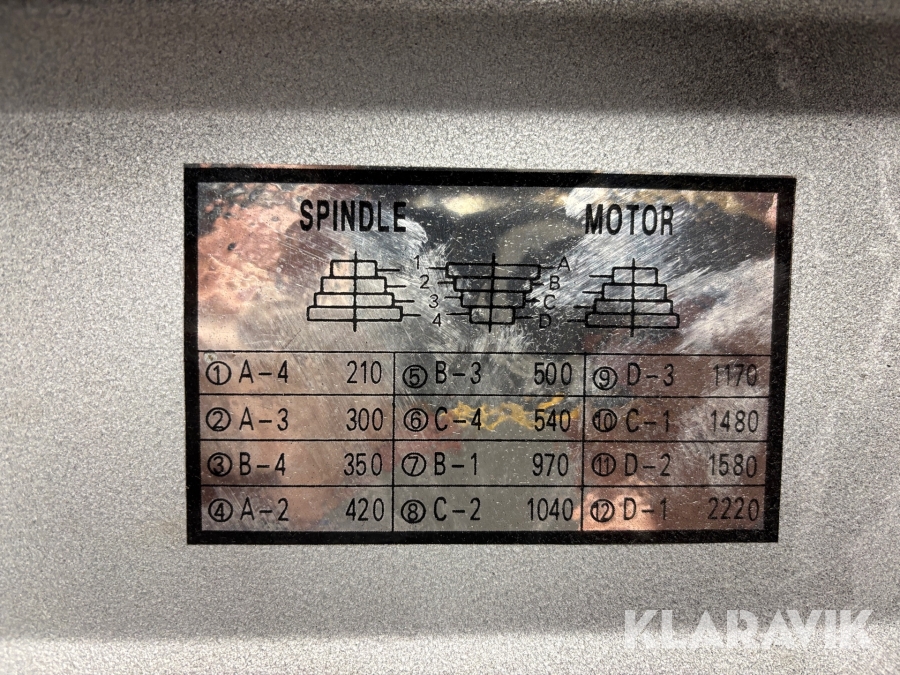 SPINDLE MOTOR
1 A
2 B
3 C
4 D
① A-4 210 ⑤ B-3 500 ⑨ D-3 1170
② A-3 300 ⑥ C-4 540 ⑩ C-1 1480
③ B-4 350 ⑦ B-1 970 ⑪ D-2 1580
④ A-2 420 ⑧ C-2 1040 ⑫ D-1 2220
KLARAVIK